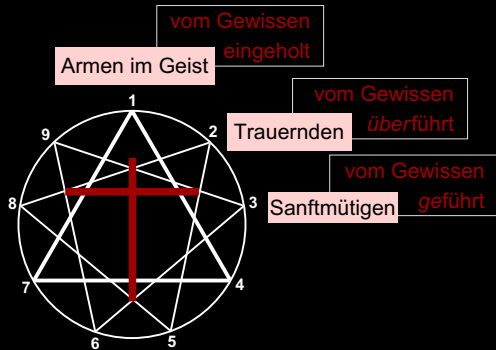 vom Gewissen
eingeholt
Armen im Geist
vom Gewissen
überführt
Trauernden
vom Gewissen
geführt
Sanftmütigen
1
2
3
4
5
6
7
8
9